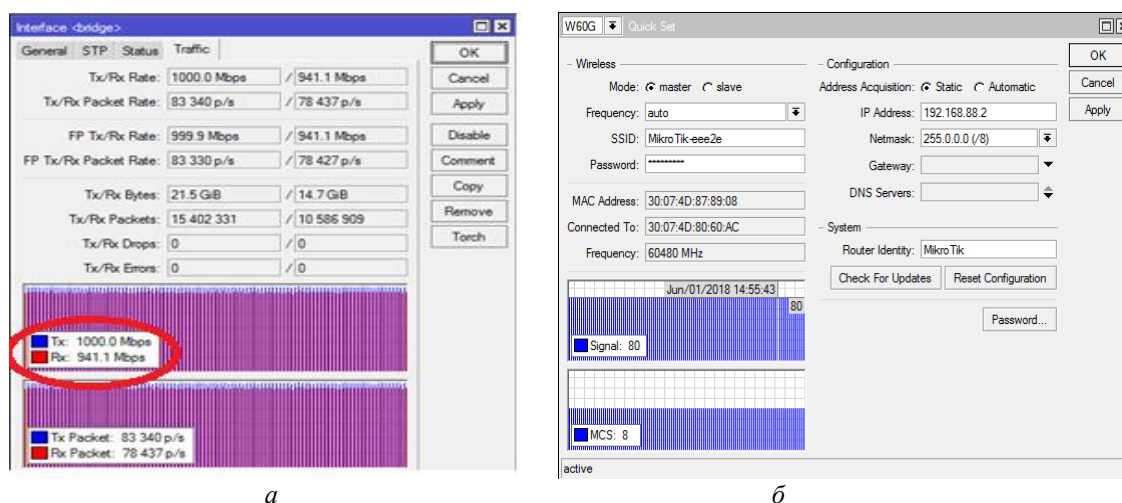 Interface <bridge>
General STP Status Traffic
OK
Tx/Rx Rate: 1000.0 Mbps / 941.1 Mbps
Cancel
Tx/Rx Packet Rate: 83 340 p/s / 78 437 p/s
Apply
FP Tx/Rx Rate: 999.9 Mbps / 941.1 Mbps
Disable
FP Tx/Rx Packet Rate: 83 330 p/s / 78 427 p/s
Comment
Tx/Rx Bytes: 21.5 GiB / 14.7 GiB
Copy
Tx/Rx Packets: 15 402 331 / 10 586 909
Remove
Tx/Rx Drops: 0 / 0
Torch
Tx/Rx Errors: 0 / 0
Tx: 1000.0 Mbps
Rx: 941.1 Mbps
Tx Packet: 83 340 p/s
Rx Packet: 78 437 p/s
а
W60G Quick Set
Wireless
Mode: master slave
Frequency: auto
SSID: MikroTik-eee2e
Password: *********
MAC Address: 30:07:4D:87:89:08
Connected To: 30:07:4D:80:60:AC
Frequency: 60480 MHz
Jun/01/2018 14:55:43
80
Signal: 80
MCS: 8
active
Configuration
Address Acquisition: Static Automatic
IP Address: 192.168.88.2
Netmask: 255.0.0.0 (/8)
Gateway:
DNS Servers:
System
Router Identity: MikroTik
Check For Updates Reset Configuration
Password...
OK
Cancel
Apply
б